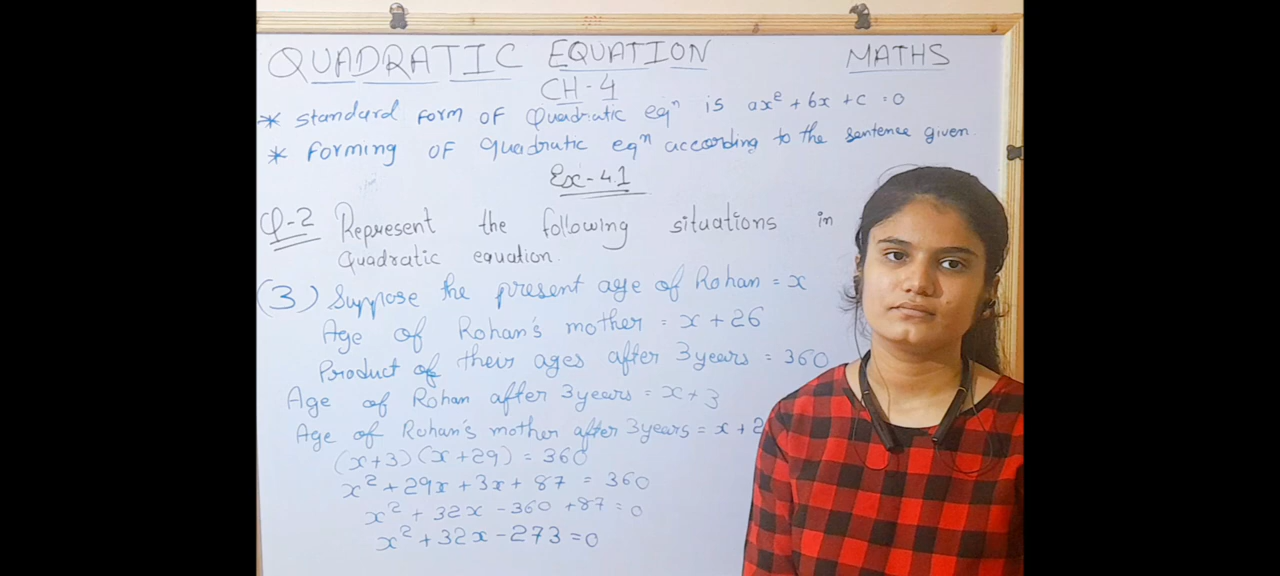 QUADRATIC EQUATION MATHS
CH-4
* Standard form of Quadratic eqⁿ is ax² + bx + c = 0
* Forming of quadratic eqⁿ according to the sentence given.
Ex-4.1
Q-2 Represent the following situations in
Quadratic equation.
(3) Suppose the present age of Rohan = x
Age of Rohan's mother = x + 26
Product of their ages after 3 years = 360
Age of Rohan after 3 years = x + 3
Age of Rohan's mother after 3 years = x + 2
(x+3) (x+29) = 360
x² + 29x + 3x + 87 = 360
x² + 32x - 360 + 87 = 0
x² + 32x - 273 = 0